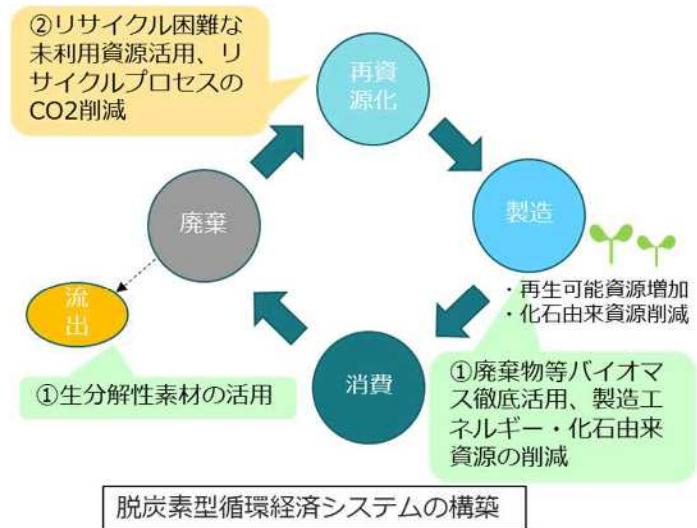 ②リサイクル困難な
未利用資源活用、リ
サイクルプロセスの
CO2削減
再資
源化
製造
・再生可能資源増加
・化石由来資源削減
廃棄
流
出
①生分解性素材の活用
消費
①廃棄物等バイオマ
ス徹底活用、製造エ
ネルギー・化石由来
資源の削減
脱炭素型循環経済システムの構築